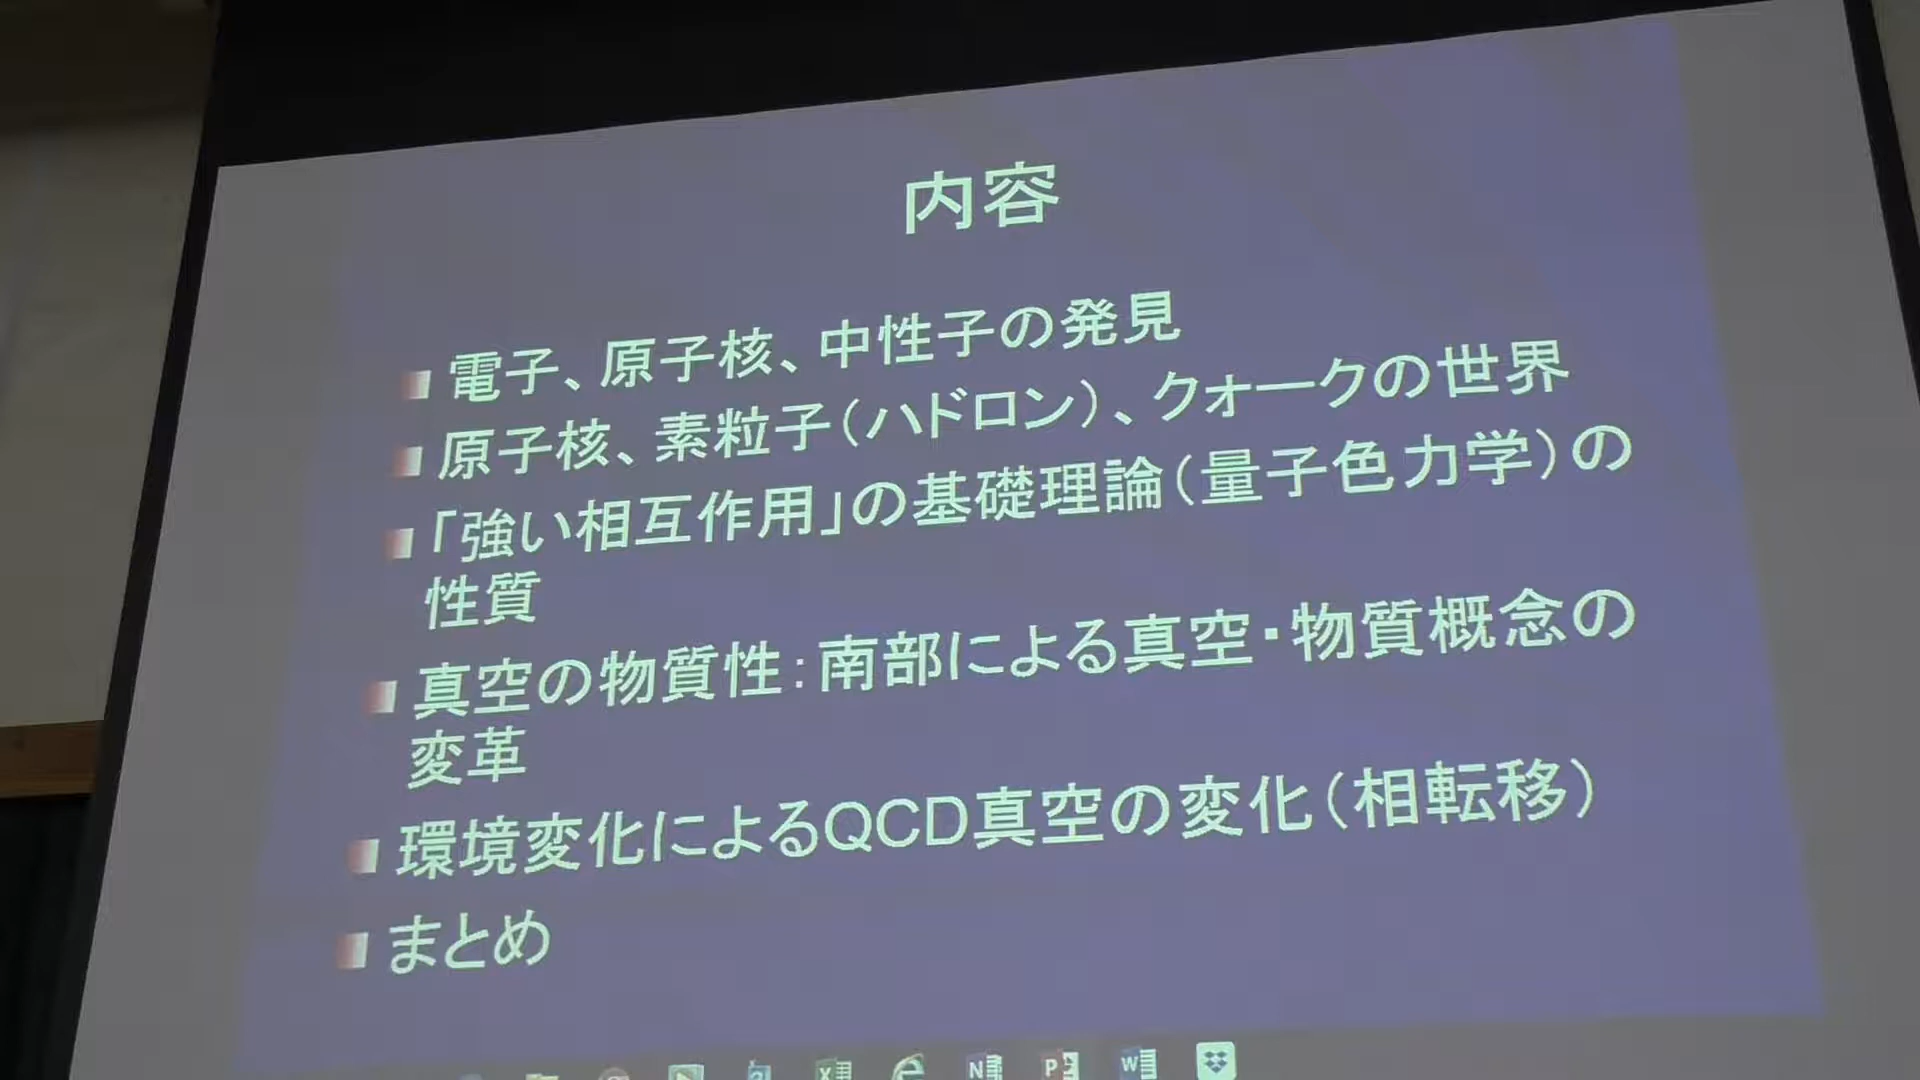 内容
電子、原子核、中性子の発見
原子核、素粒子（ハドロン）、クォークの世界
「強い相互作用」の基礎理論（量子色力学）の
性質
真空の物質性：南部による真空・物質概念の
変革
環境変化によるQCD真空の変化（相転移）
まとめ